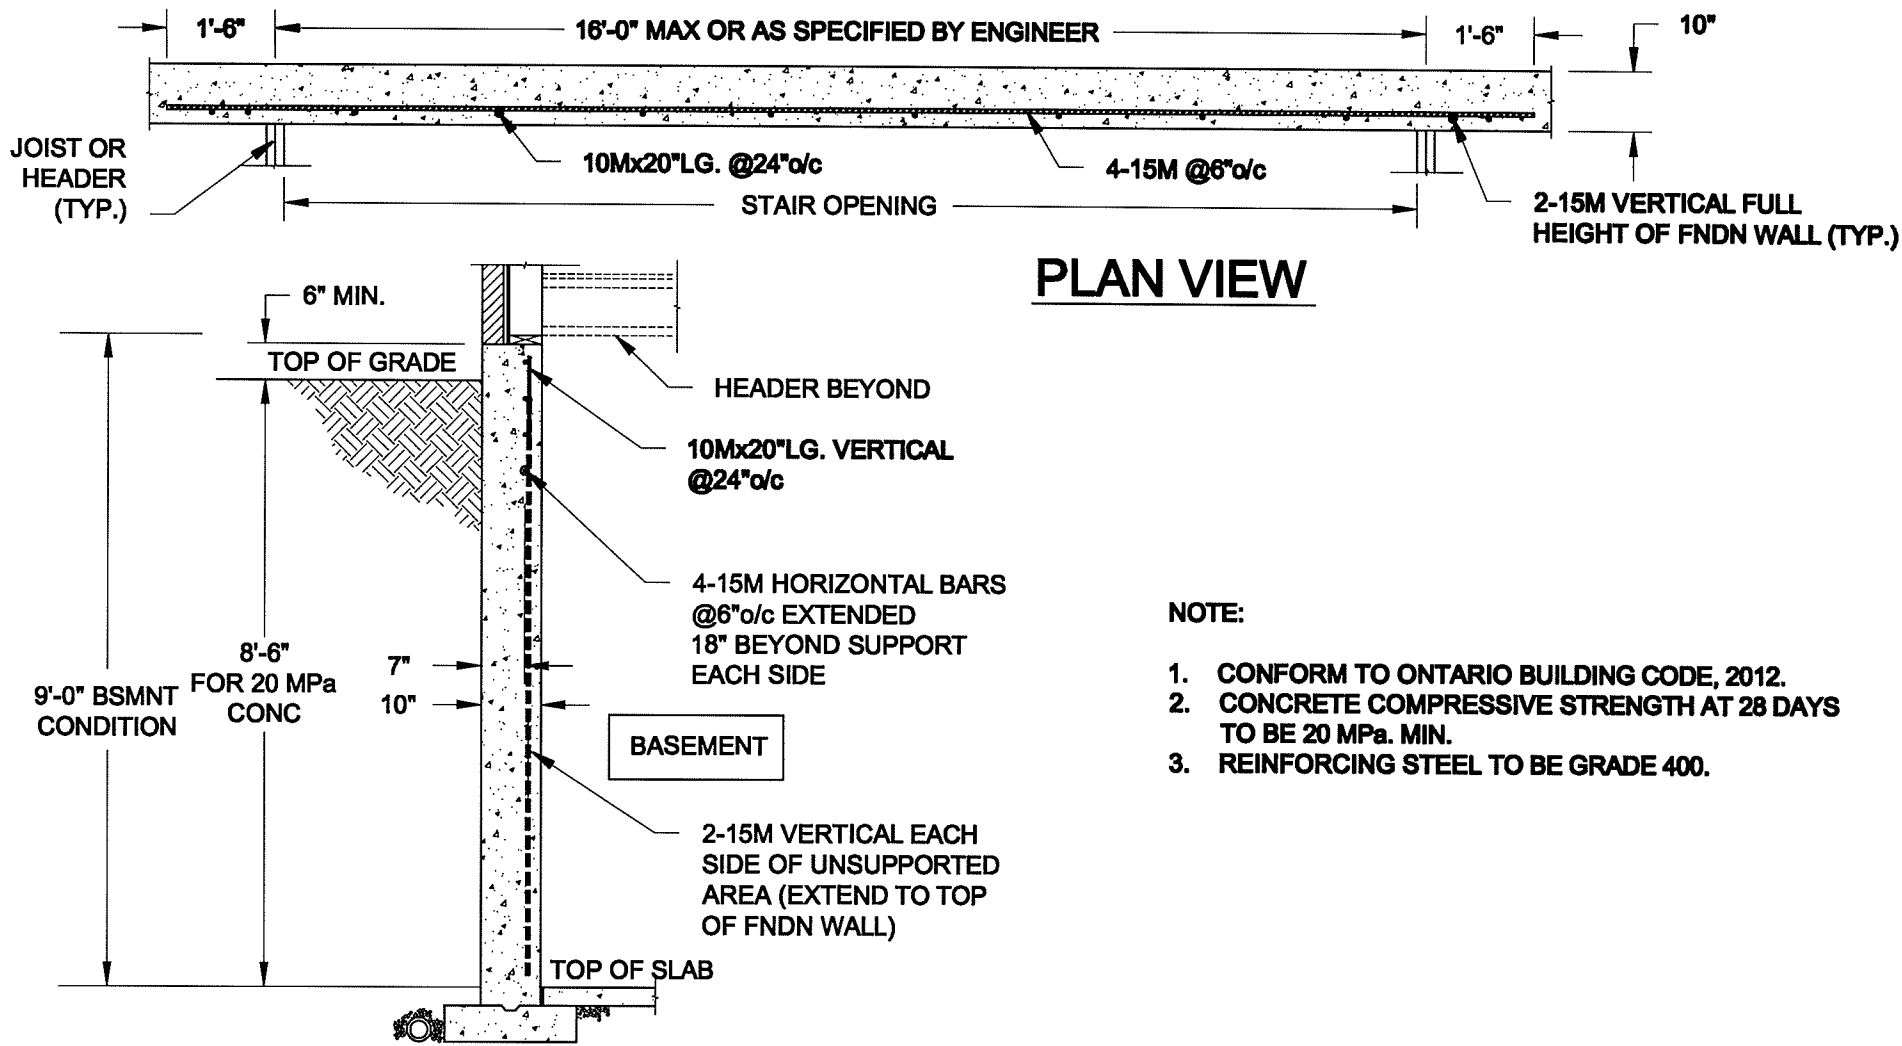 1'-6"
16'-0" MAX OR AS SPECIFIED BY ENGINEER
1'-6"
10"
JOIST OR
HEADER
(TYP.)
10Mx20"LG. @24"o/c
4-15M @6"o/c
STAIR OPENING
2-15M VERTICAL FULL
HEIGHT OF FNDN WALL (TYP.)
PLAN VIEW
6" MIN.
TOP OF GRADE
HEADER BEYOND
10Mx20"LG. VERTICAL
@24"o/c
4-15M HORIZONTAL BARS
@6"o/c EXTENDED
18" BEYOND SUPPORT
EACH SIDE
9'-0" BSMNT
CONDITION
8'-6"
FOR 20 MPa
CONC
7"
10"
BASEMENT
2-15M VERTICAL EACH
SIDE OF UNSUPPORTED
AREA (EXTEND TO TOP
OF FNDN WALL)
TOP OF SLAB
NOTE:
1. CONFORM TO ONTARIO BUILDING CODE, 2012.
2. CONCRETE COMPRESSIVE STRENGTH AT 28 DAYS
TO BE 20 MPa. MIN.
3. REINFORCING STEEL TO BE GRADE 400.